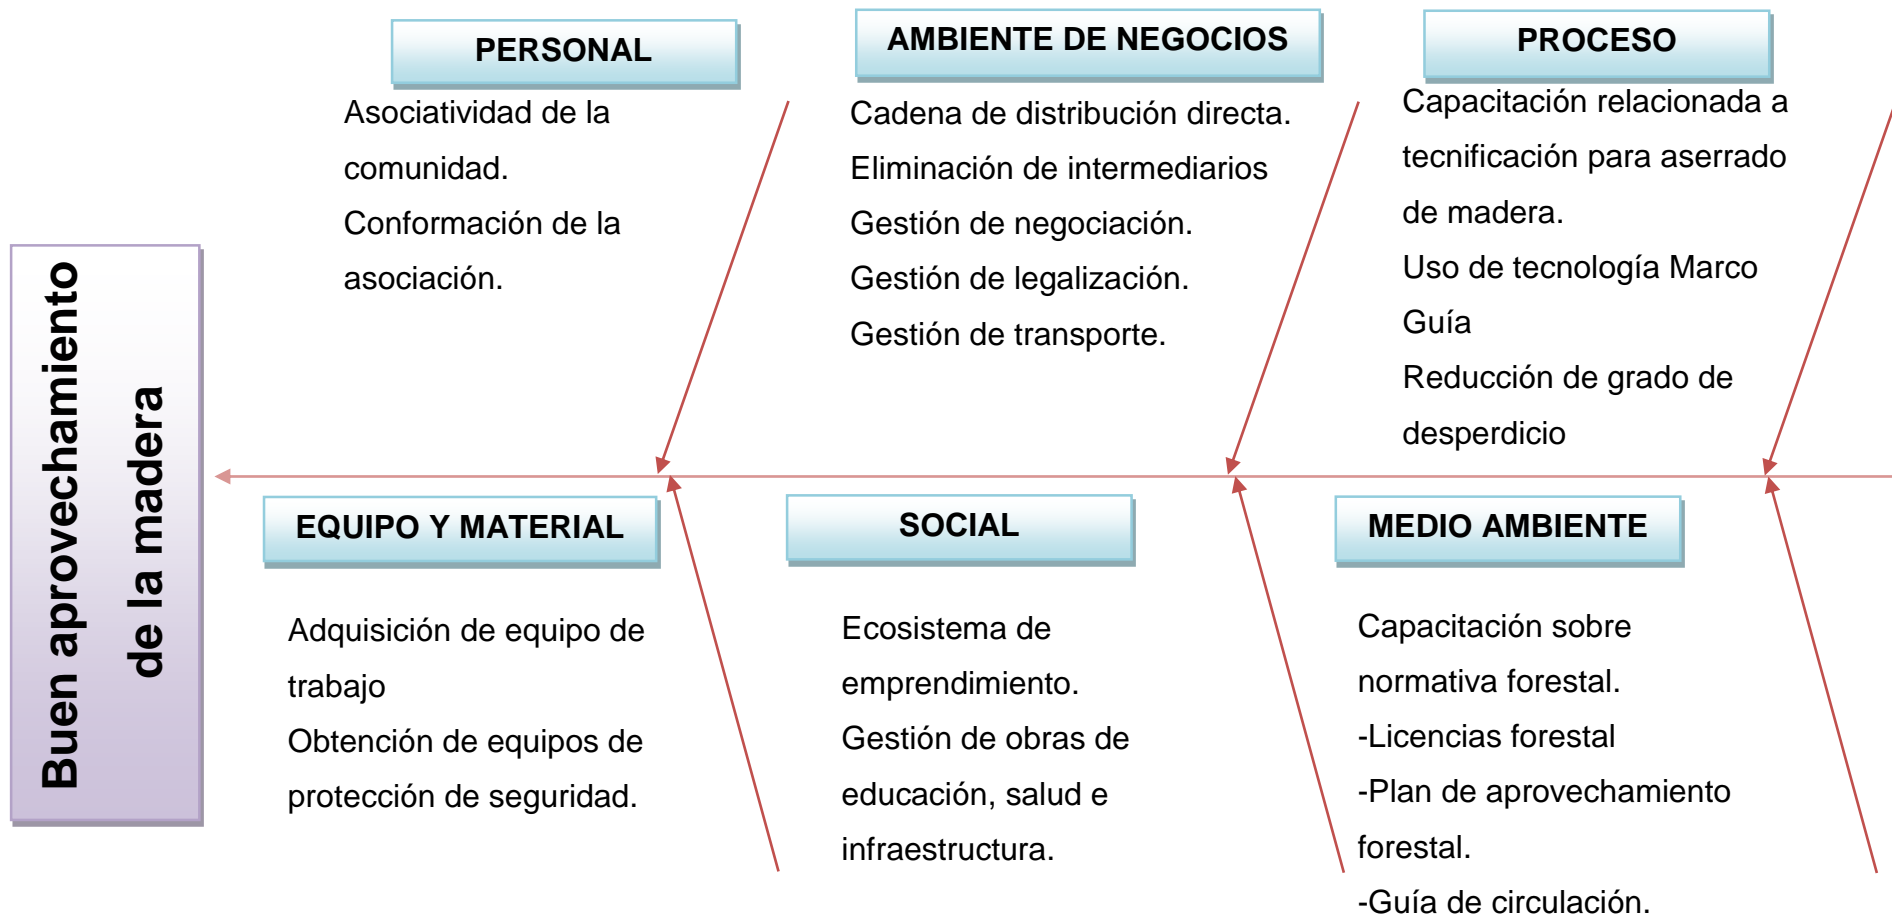 Buen aprovechamiento
de la madera
PERSONAL
Asociatividad de la
comunidad.
Conformación de la
asociación.
AMBIENTE DE NEGOCIOS
Cadena de distribución directa.
Eliminación de intermediarios
Gestión de negociación.
Gestión de legalización.
Gestión de transporte.
PROCESO
Capacitación relacionada a
tecnificación para aserrado
de madera.
Uso de tecnología Marco
Guía
Reducción de grado de
desperdicio
EQUIPO Y MATERIAL
Adquisición de equipo de
trabajo
Obtención de equipos de
protección de seguridad.
SOCIAL
Ecosistema de
emprendimiento.
Gestión de obras de
educación, salud e
infraestructura.
MEDIO AMBIENTE
Capacitación sobre
normativa forestal.
-Licencias forestal
-Plan de aprovechamiento
forestal.
-Guía de circulación.